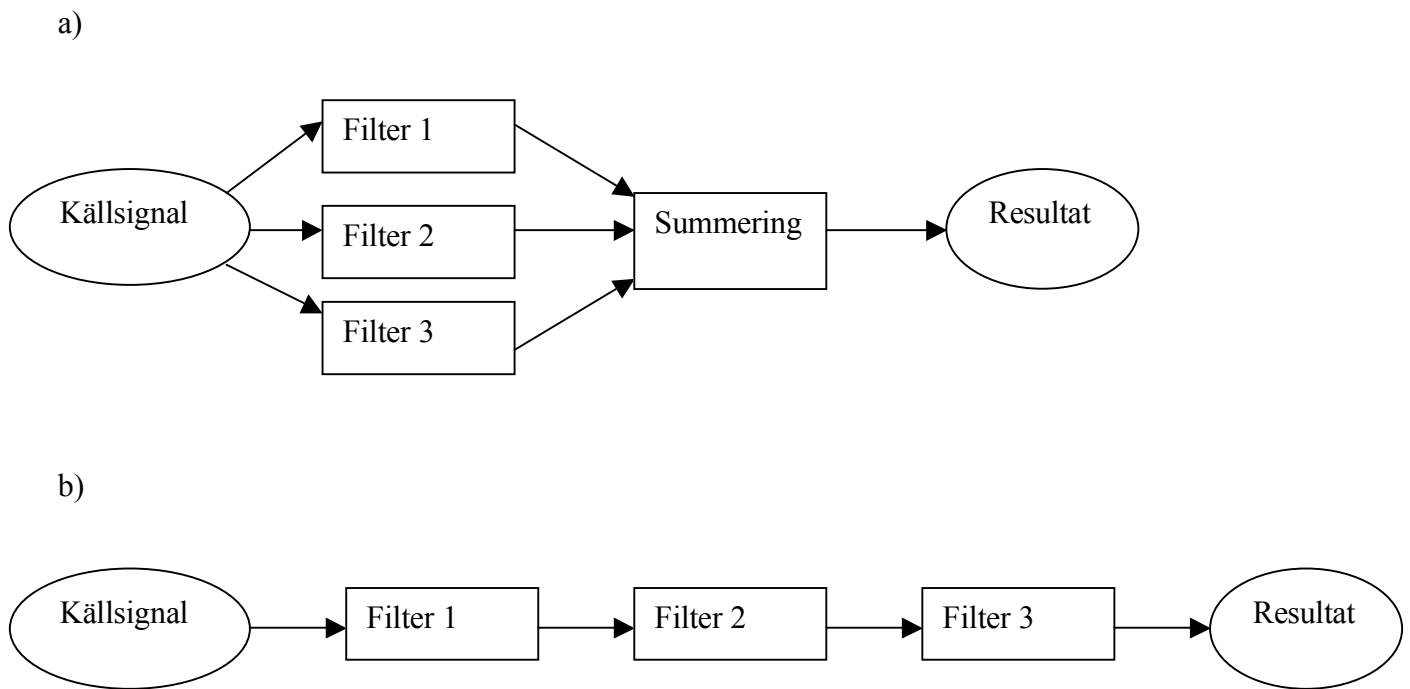 a)
Filter 1
Källsignal
Filter 2
Summering
Resultat
Filter 3
b)
Källsignal
Filter 1
Filter 2
Filter 3
Resultat